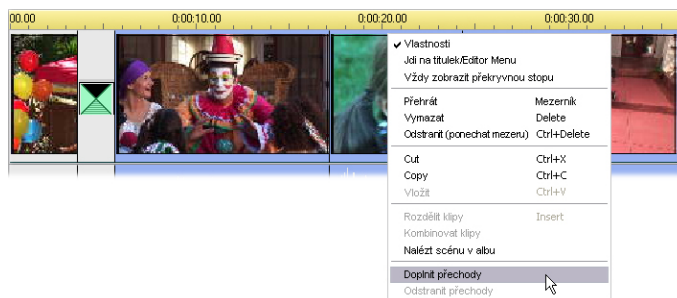 00.00 0:00:10.00 0:00:20.00 0:00:30.00
Vlastnosti
Jdi na titulek/Editor Menu
Vždy zobrazit překryvnou stopu
Přehrát Mezerník
Vymazat Delete
Odstranit (ponechat mezeru) Ctrl+Delete
Cut Ctrl+X
Copy Ctrl+C
Vložit Ctrl+V
Rozdělit klipy Insert
Kombinovat klipy
Nalézt scénu v albu
Doplnit přechody
Odstranit přechody